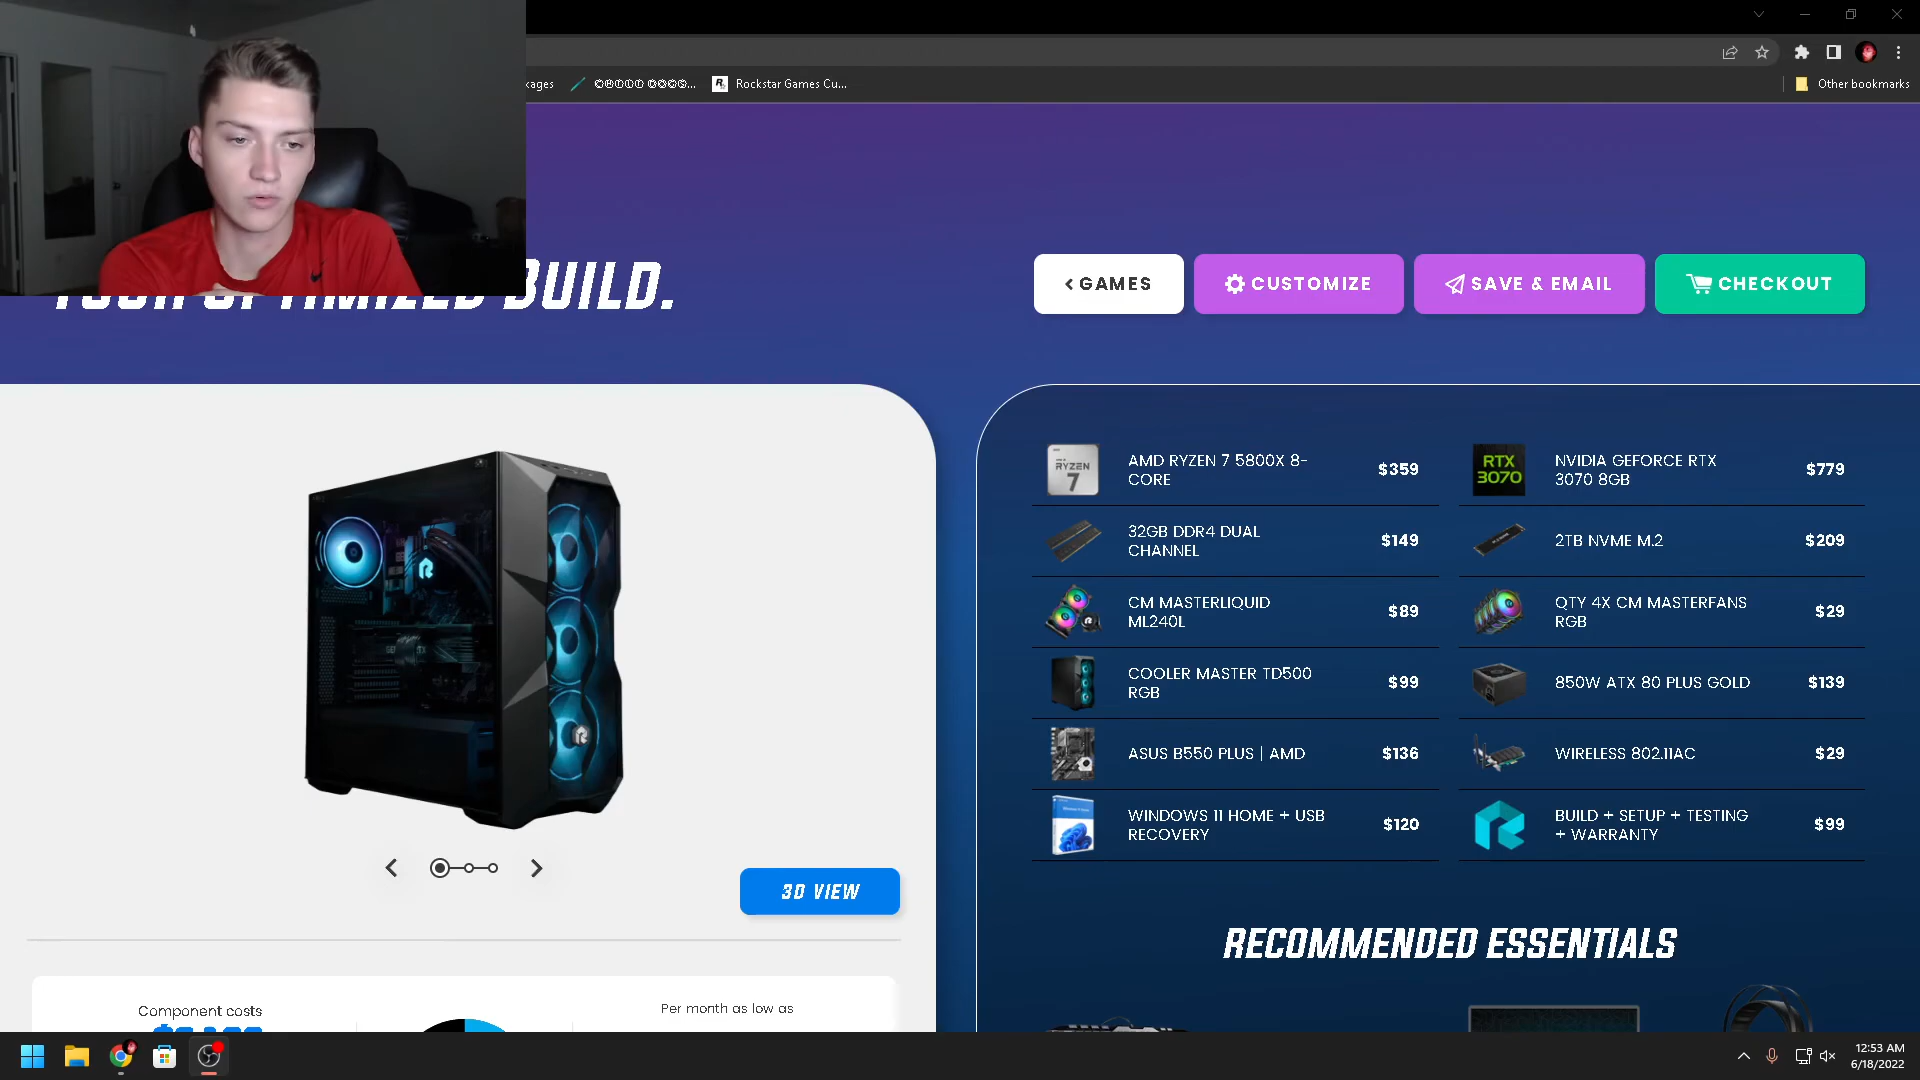 kages
Rockstar Games Cu...
Other bookmarks
YOUR OPTIMIZED BUILD.
GAMES
CUSTOMIZE
SAVE & EMAIL
CHECKOUT
RYZEN
7
AMD RYZEN 7 5800X 8-
CORE
$359
RTX
3070
NVIDIA GEFORCE RTX
3070 8GB
$779
32GB DDR4 DUAL
CHANNEL
$149
2TB NVME M.2
$209
CM MASTERLIQUID
ML240L
$89
QTY 4X CM MASTERFANS
RGB
$29
COOLER MASTER TD500
RGB
$99
850W ATX 80 PLUS GOLD
$139
ASUS B550 PLUS | AMD
$136
WIRELESS 802.11AC
$29
WINDOWS 11 HOME + USB
RECOVERY
$120
BUILD + SETUP + TESTING
+ WARRANTY
$99
3D VIEW
RECOMMENDED ESSENTIALS
Component costs
Per month as low as
12:53 AM
6/18/2022